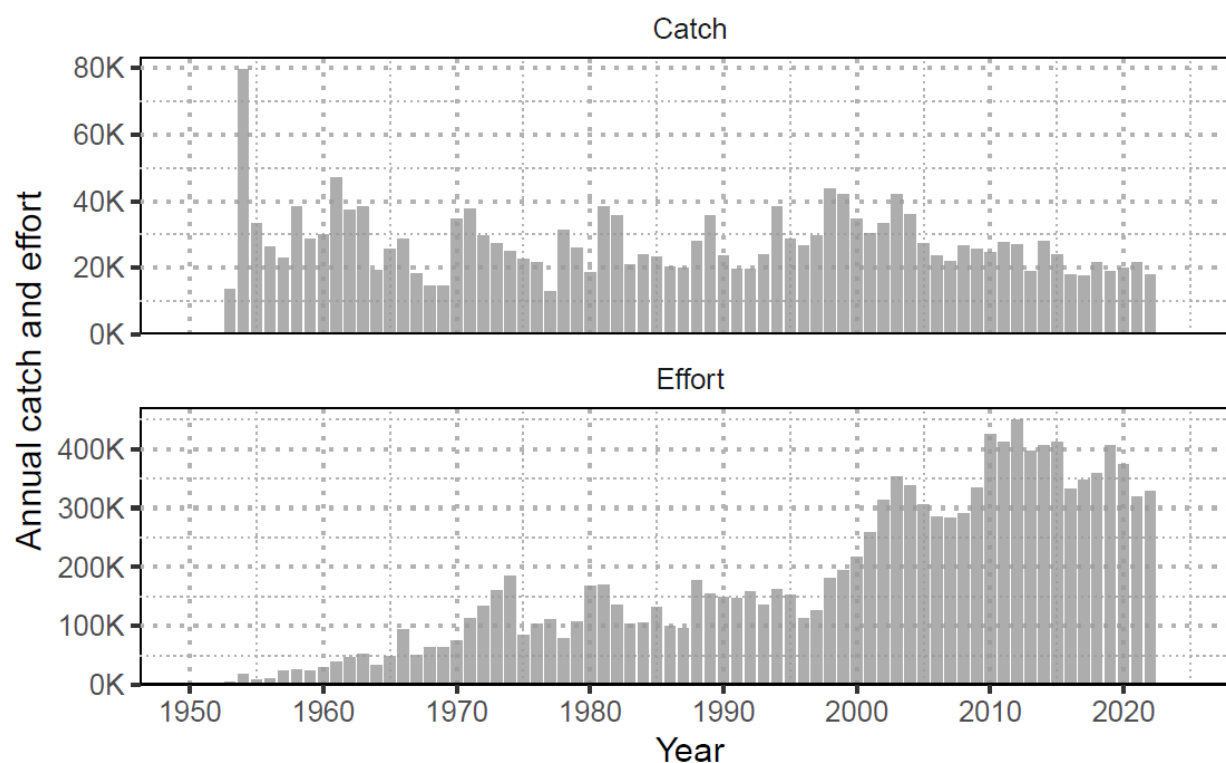 Catch
80K
60K
40K
20K
0K
Annual catch and effort
Effort
400K
300K
200K
100K
0K
1950 1960 1970 1980 1990 2000 2010 2020
Year